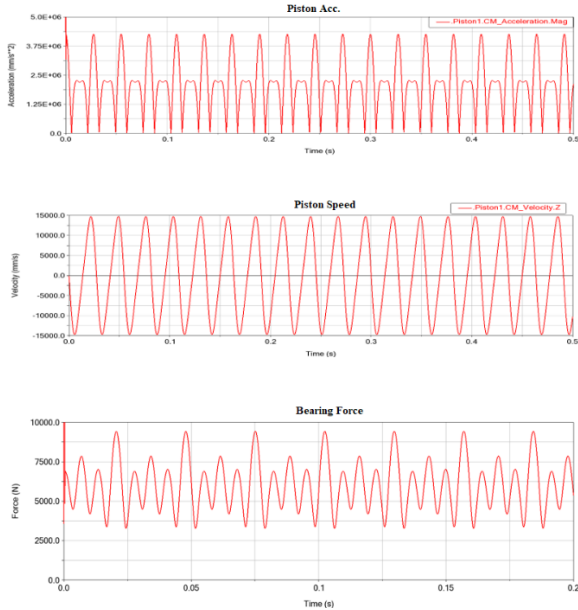 Piston Acc.
.Piston1.CM_Acceleration.Mag
Acceleration (mm/s**2)
5.0E+06
3.75E+06
2.5E+06
1.25E+06
0.0
0.0 0.1 0.2 0.3 0.4 0.5
Time (s)
Piston Speed
.Piston1.CM_Velocity.Z
Velocity (mm/s)
15000.0
10000.0
5000.0
0.0
-5000.0
-10000.0
-15000.0
0.0 0.1 0.2 0.3 0.4 0.5
Time (s)
Bearing Force
Force (N)
10000.0
7500.0
5000.0
2500.0
0.0
0.0 0.05 0.1 0.15 0.2
Time (s)